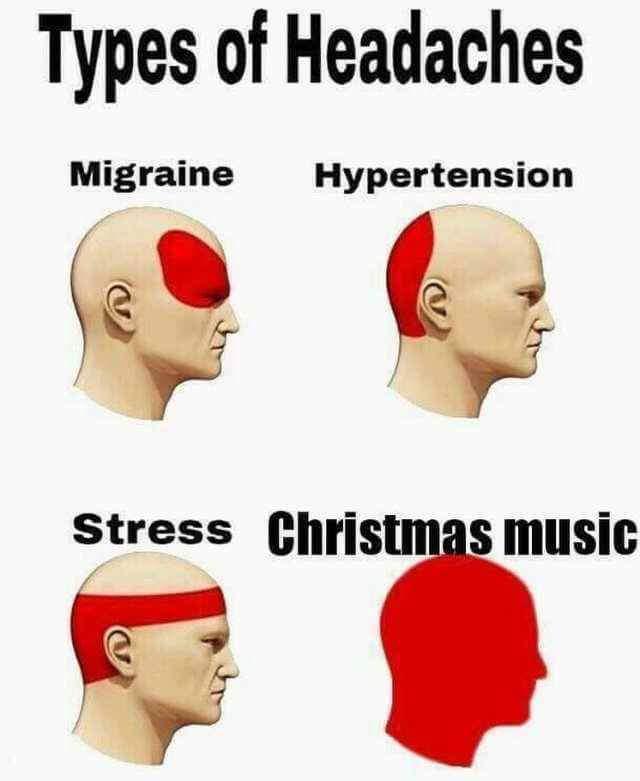 Types of Headaches
Migraine
Hypertension
Stress
Christmas music